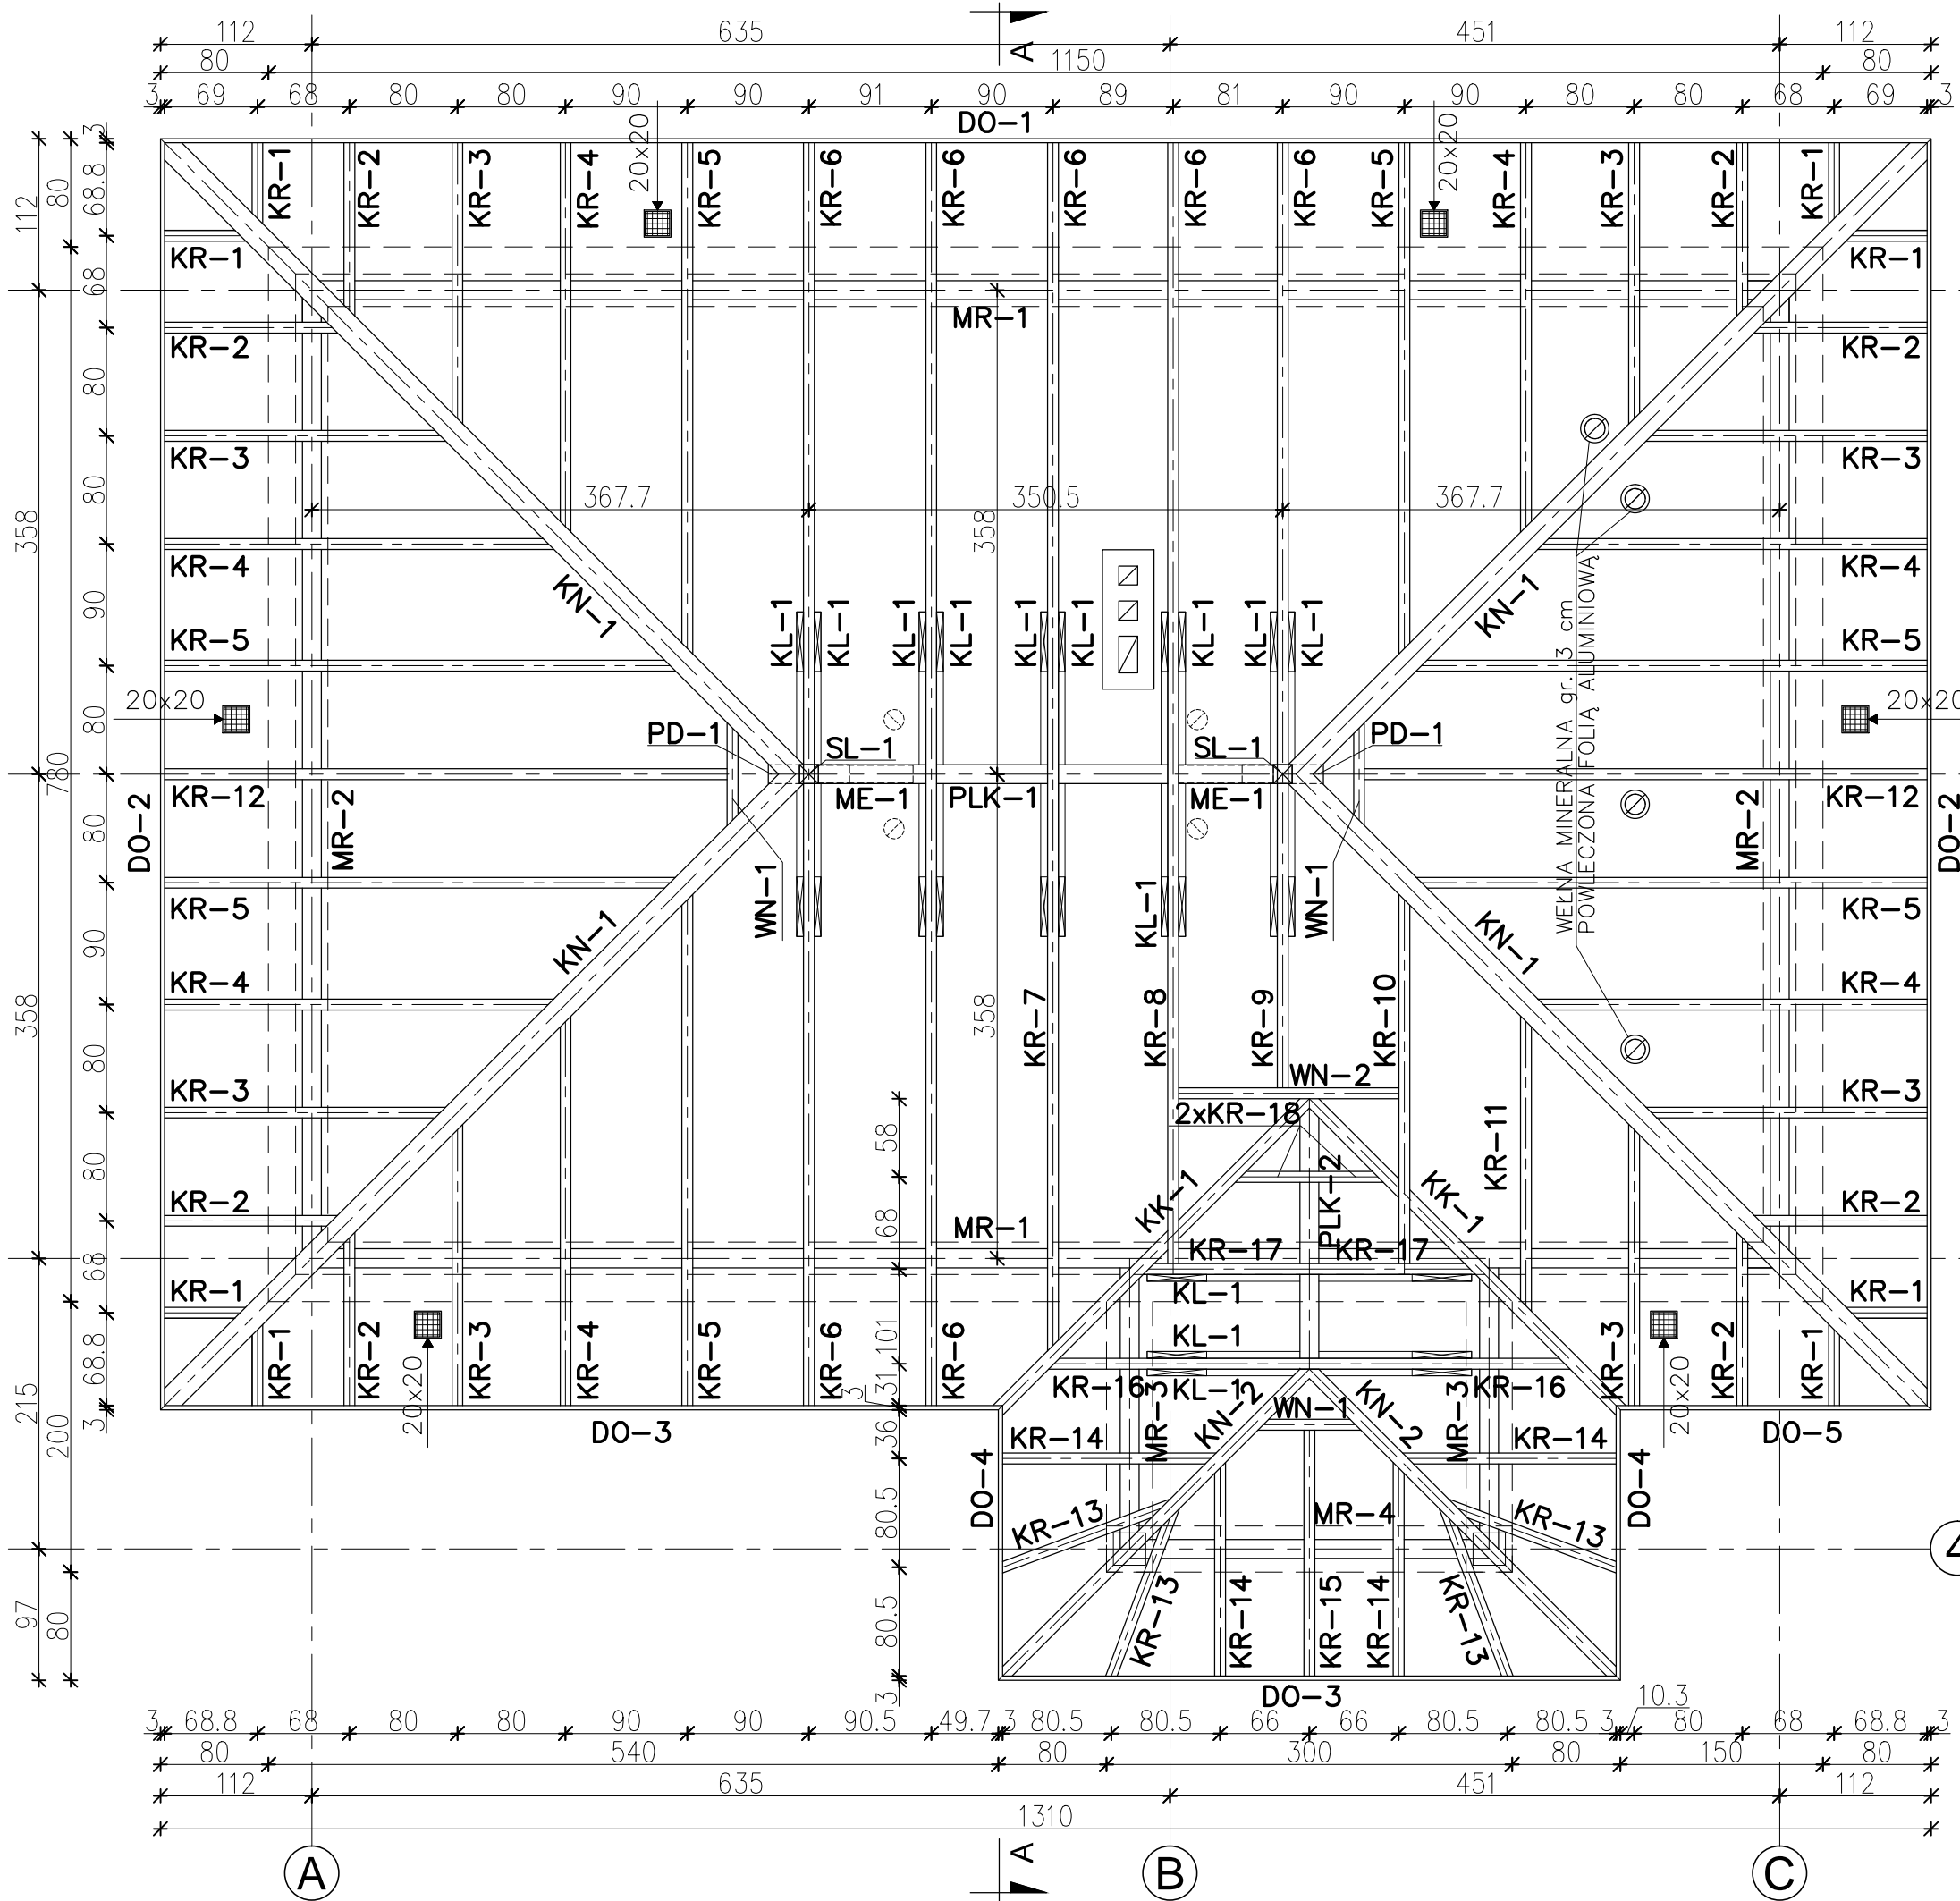 112 635 451 112
A
80 1150 80
3 69 68 80 80 90 90 91 90 89 81 90 90 80 80 68 69 3
DO-1
KR-1 KR-2 KR-3 KR-4 20x20 KR-5 KR-6 KR-6 KR-6 KR-6 KR-6 KR-5 20x20 KR-4 KR-3 KR-2 KR-1
3 68.8 68 80 80 90 80 80 90 80 80 68 68.8 3
112 358 358 215 97
80 780 200 80
KR-1 KR-1
MR-1
KR-2 KR-2
KR-3 KR-3
367.7 350.5 367.7
358
KR-4 KR-4
KN-1 KN-1
WEŁNA MINERALNA gr. 3 cm
POWLECZONA FOLIĄ ALUMINIOWĄ
KL-1 KL-1 KL-1 KL-1 KL-1 KL-1 KL-1 KL-1 KL-1
KR-5 KR-5
20x20 20x20
PD-1 SL-1 SL-1 PD-1
KR-12 ME-1 PLK-1 ME-1 KR-12
DO-2 MR-2 MR-2 DO-2
WN-1 KL-1 WN-1
KR-5 KR-5
KN-1 KN-1
KR-4 KR-4
358
KR-7 KR-8 KR-9 KR-10
WN-2
KR-3 KR-3
2xKR-18
KR-11
58 68 101 31 3 36 80.5 80.5 3
PLK-2
KK-1 KK-1
KR-2 KR-2
MR-1
KR-17 KR-17
KR-1 KR-1
KL-1
KL-1
KL-1
KR-1 KR-2 KR-3 KR-4 KR-5 KR-6 KR-6 KR-3 KR-2 KR-1
20x20 20x20
KR-16 KR-16
MR-3 MR-3
KN-2 WN-1 KN-2
DO-3 DO-5
KR-14 KR-14
DO-4 DO-4
KR-13 MR-4 KR-13
4
KR-13 KR-14 KR-15 KR-14 KR-13
DO-3
10.3
3 68.8 68 80 80 90 90 90.5 49.7 3 80.5 80.5 66 66 80.5 80.5 3 80 68 68.8 3
80 540 80 300 80 150 80
112 635 451 112
1310
A
A B C